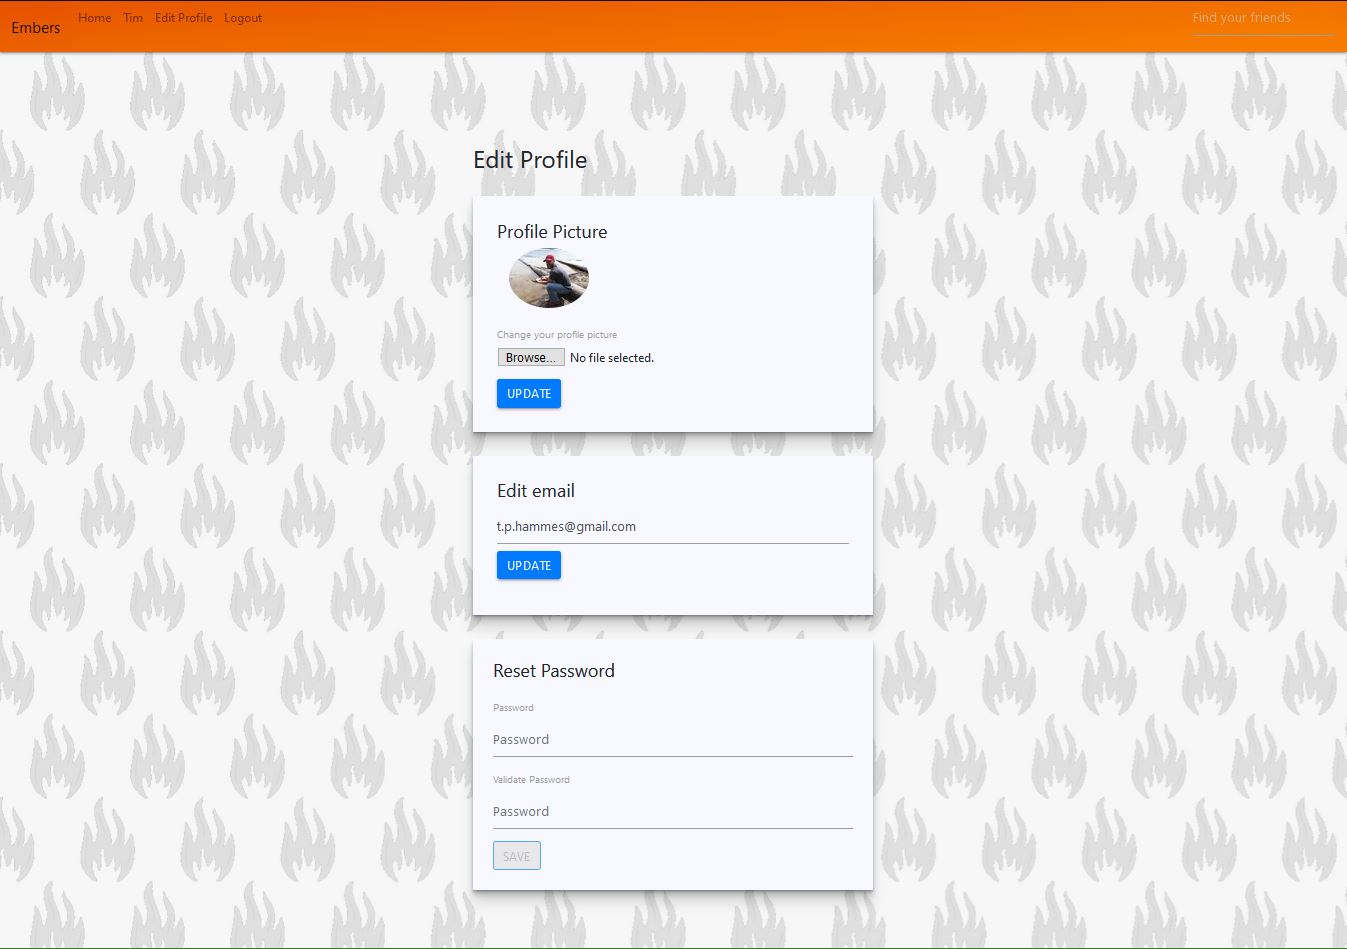 Embers Home Tim Edit Profile Logout Find your friends
Edit Profile
Profile Picture
Change your profile picture
Browse... No file selected.
UPDATE
Edit email
t.p.hammes@gmail.com
UPDATE
Reset Password
Password
Password
Validate Password
Password
SAVE